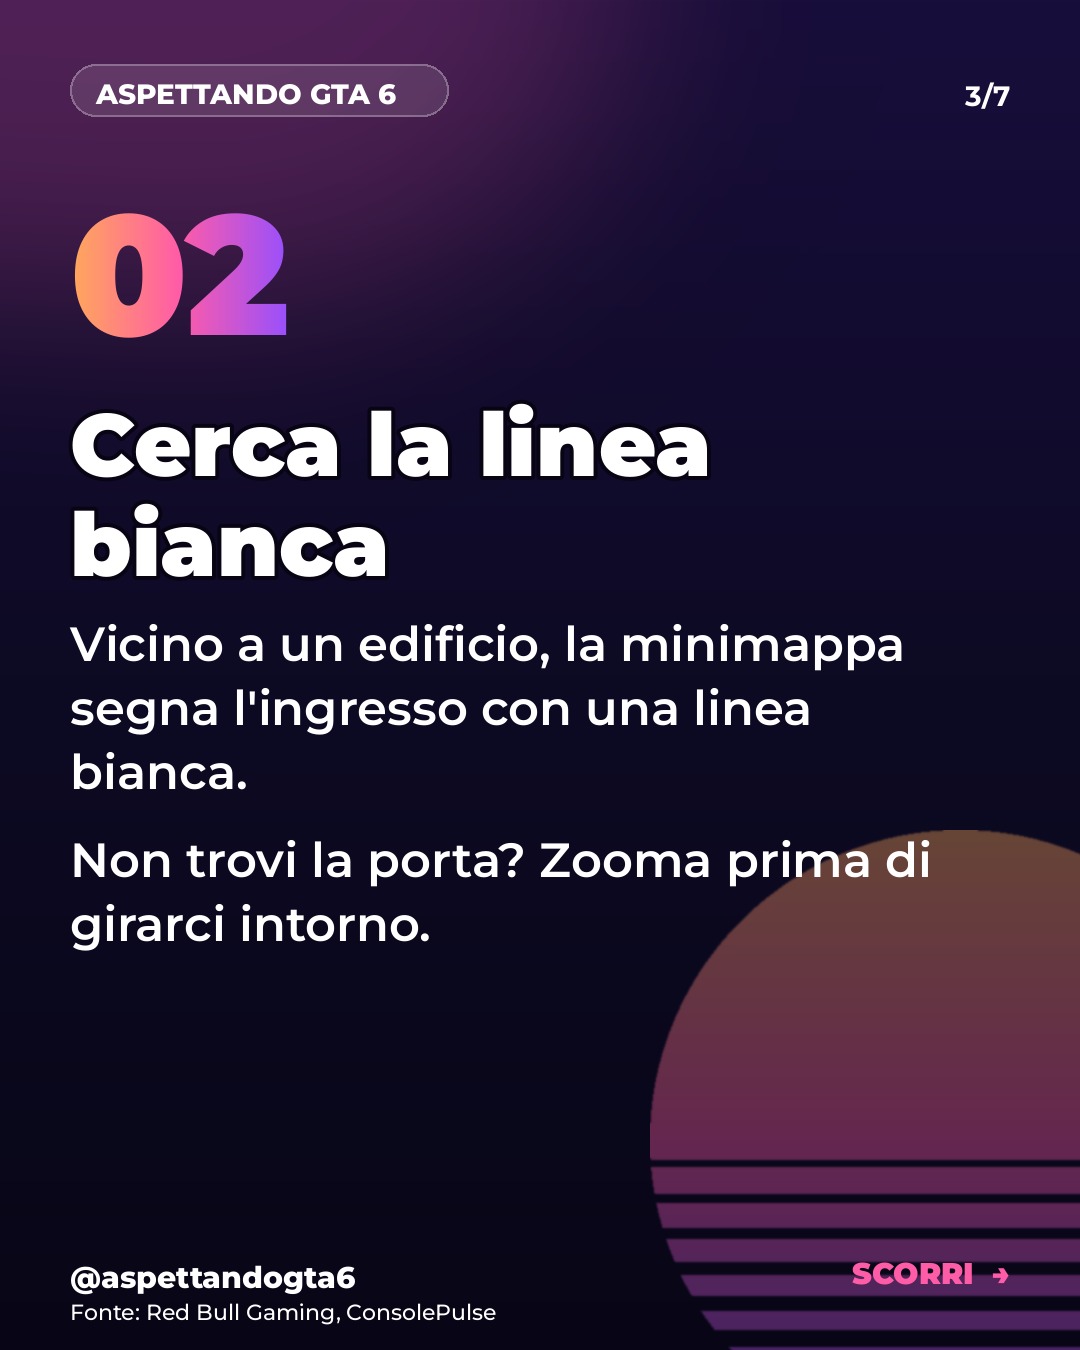 ASPETTANDO GTA 6
3/7
02
Cerca la linea
bianca
Vicino a un edificio, la minimappa
segna l'ingresso con una linea
bianca.
Non trovi la porta? Zooma prima di
girarci intorno.
@aspettandogta6
Fonte: Red Bull Gaming, ConsolePulse
SCORRI →